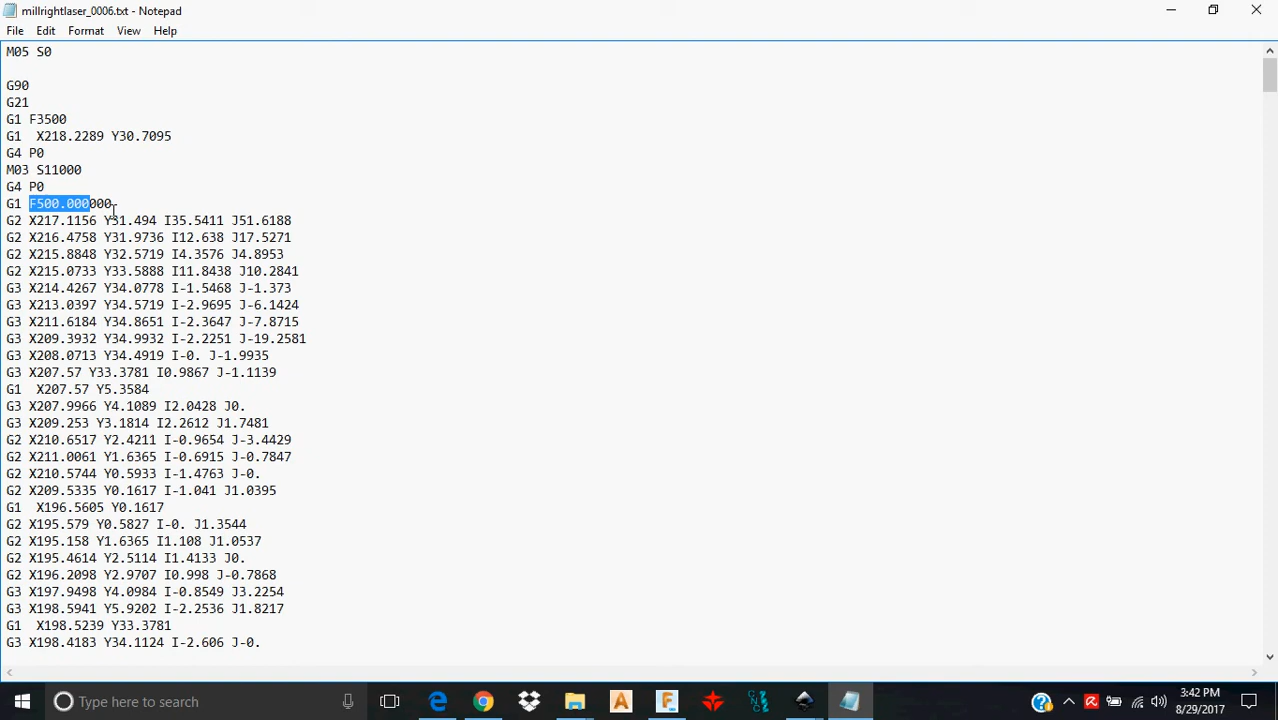 millrightlaser_0006.txt - Notepad
File Edit Format View Help
M05 S0
G90
G21
G1 F3500
G1  X218.2289 Y30.7095
G4 P0
M03 S11000
G4 P0
G1 F500.000000
G2 X217.1156 Y31.494 I35.5411 J51.6188
G2 X216.4758 Y31.9736 I12.638 J17.5271
G2 X215.8848 Y32.5719 I4.3576 J4.8953
G2 X215.0733 Y33.5888 I11.8438 J10.2841
G3 X214.4267 Y34.0778 I-1.5468 J-1.373
G3 X213.0397 Y34.5719 I-2.9695 J-6.1424
G3 X211.6184 Y34.8651 I-2.3647 J-7.8715
G3 X209.3932 Y34.9932 I-2.2251 J-19.2581
G3 X208.0713 Y34.4919 I-0. J-1.9935
G3 X207.57 Y33.3781 I0.9867 J-1.1139
G1  X207.57 Y5.3584
G3 X207.9966 Y4.1089 I2.0428 J0.
G3 X209.253 Y3.1814 I2.2612 J1.7481
G2 X210.6517 Y2.4211 I-0.9654 J-3.4429
G2 X211.0061 Y1.6365 I-0.6915 J-0.7847
G2 X210.5744 Y0.5933 I-1.4763 J-0.
G2 X209.5335 Y0.1617 I-1.041 J1.0395
G1  X196.5605 Y0.1617
G2 X195.579 Y0.5827 I-0. J1.3544
G2 X195.158 Y1.6365 I1.108 J1.0537
G2 X195.4614 Y2.5114 I1.4133 J0.
G2 X196.2098 Y2.9707 I0.998 J-0.7868
G3 X197.9498 Y4.0984 I-0.8549 J3.2254
G3 X198.5941 Y5.9202 I-2.2536 J1.8217
G1  X198.5239 Y33.3781
G3 X198.4183 Y34.1124 I-2.606 J-0.
Type here to search
3:42 PM
8/29/2017